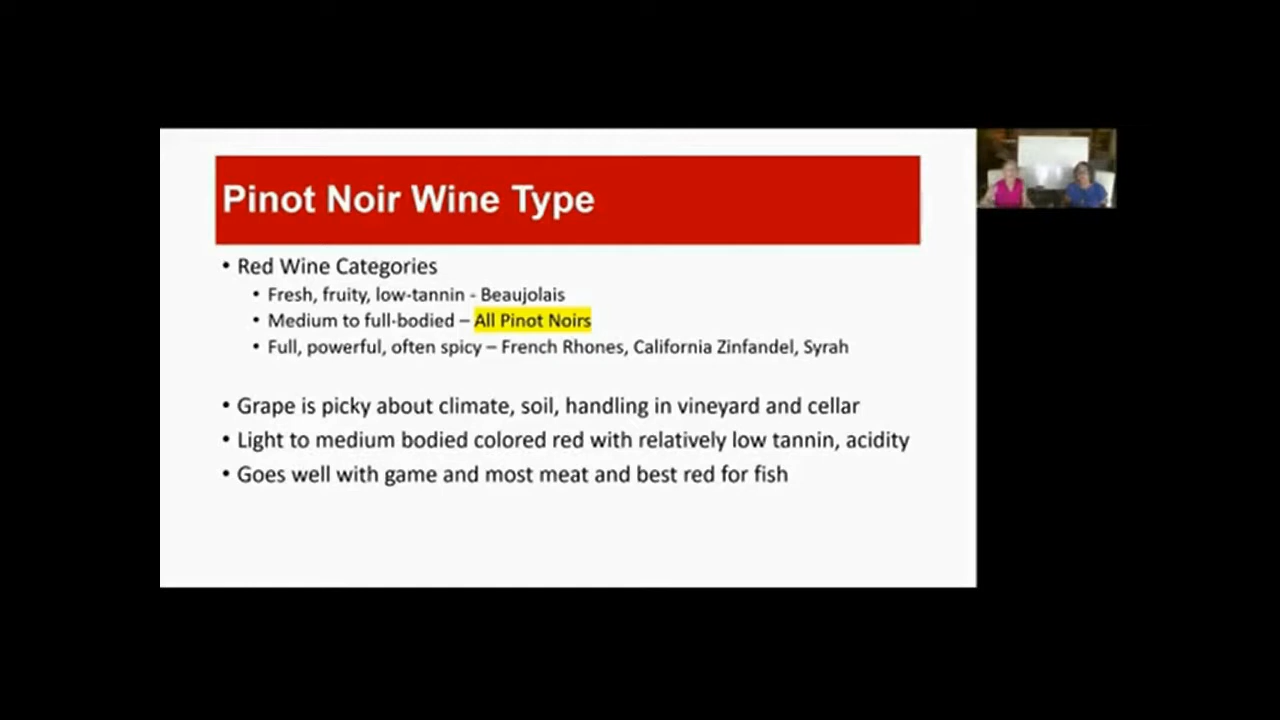 Pinot Noir Wine Type
• Red Wine Categories
• Fresh, fruity, low-tannin - Beaujolais
• Medium to full-bodied – All Pinot Noirs
• Full, powerful, often spicy – French Rhones, California Zinfandel, Syrah
• Grape is picky about climate, soil, handling in vineyard and cellar
• Light to medium bodied colored red with relatively low tannin, acidity
• Goes well with game and most meat and best red for fish